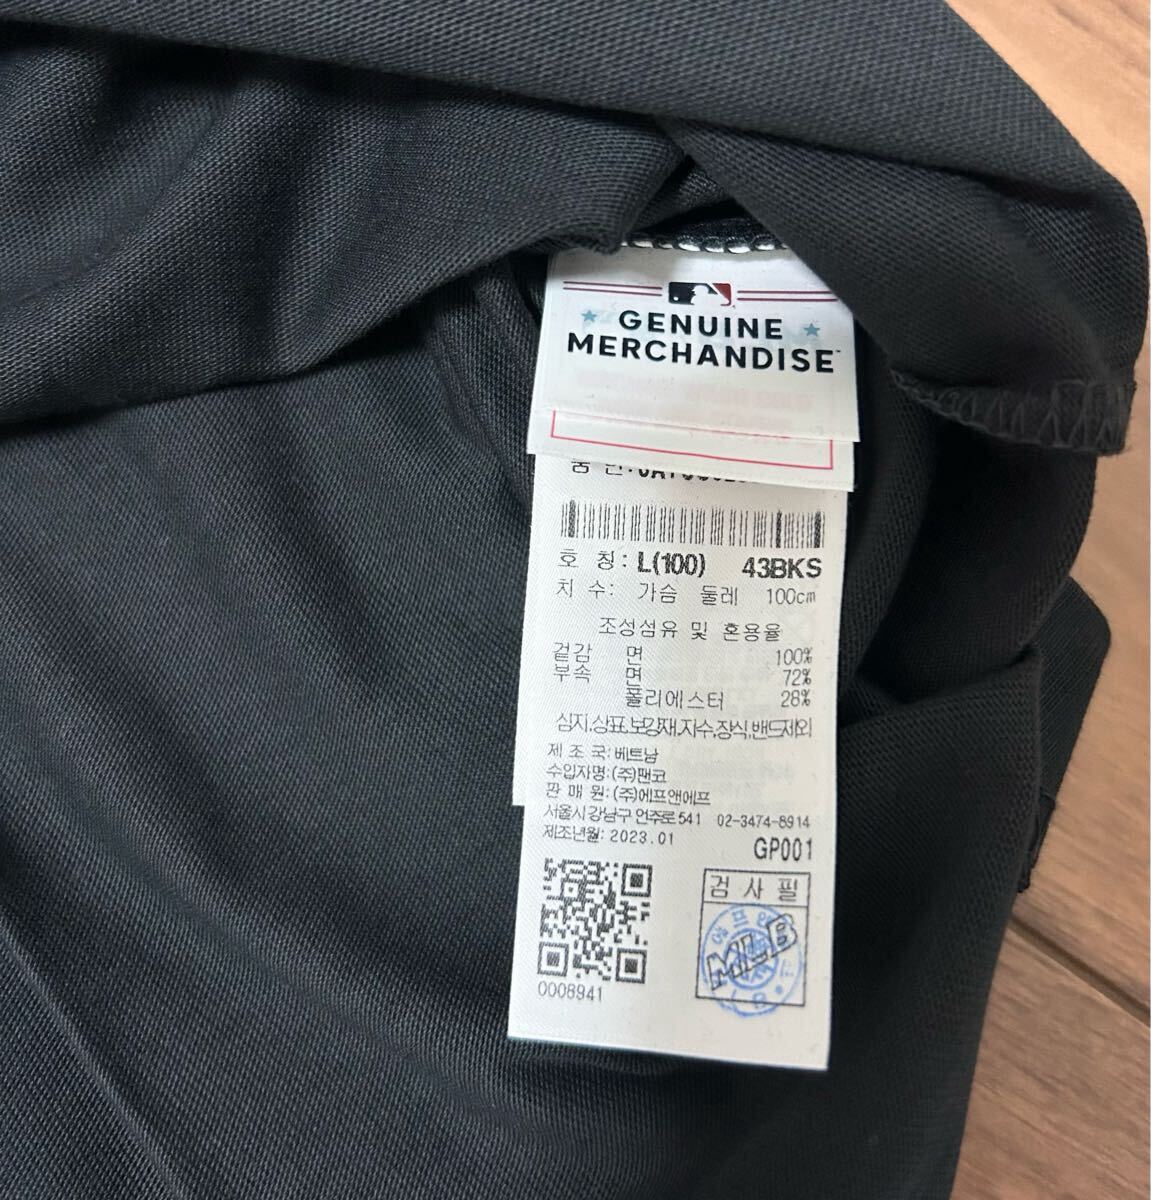 GENUINE
MERCHANDISE
호 칭: L(100) 43BKS
치 수: 가슴 둘레 100cm
조성섬유 및 혼용율
겉감 면 100%
부속 면 72%
폴리에스터 28%
심지,상표,보강재,자수,장식,밴드제외
제 조 국: 베트남
수입자명: (주)팬코
판 매 원: (주)에프앤에프
서울시 강남구 언주로 541 02-3474-8914
제조년월: 2023.01
GP001
검 사 필
MLB
0008941